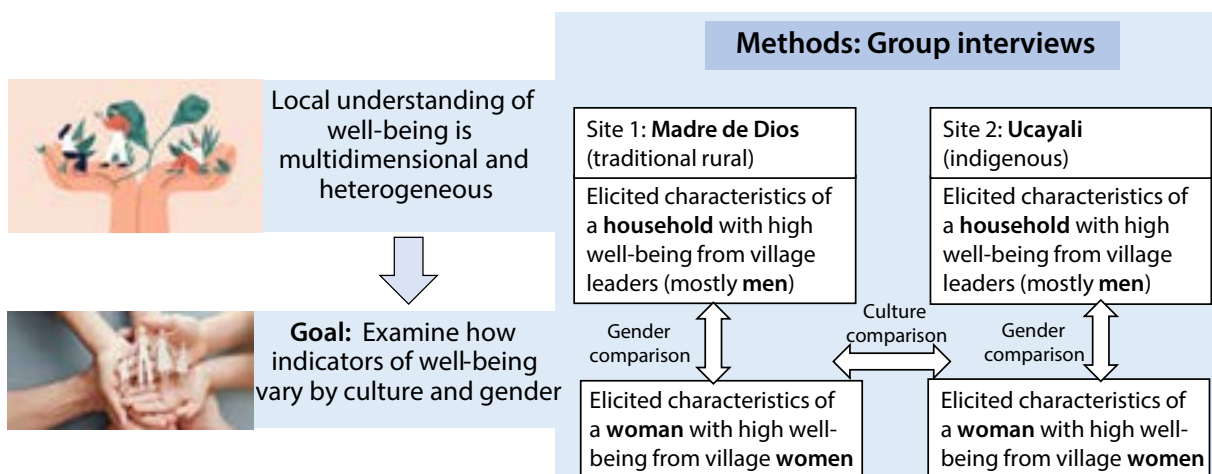 Methods: Group interviews
Local understanding of
well-being is
multidimensional and
heterogeneous
Goal: Examine how
indicators of well-being
vary by culture and gender
Site 1: Madre de Dios
(traditional rural)
Elicited characteristics of
a household with high
well-being from village
leaders (mostly men)
Gender
comparison
Elicited characteristics of
a woman with high well-
being from village women
Culture
comparison
Site 2: Ucayali
(indigenous)
Elicited characteristics of
a household with high
well-being from village
leaders (mostly men)
Gender
comparison
Elicited characteristics of
a woman with high well-
being from village women